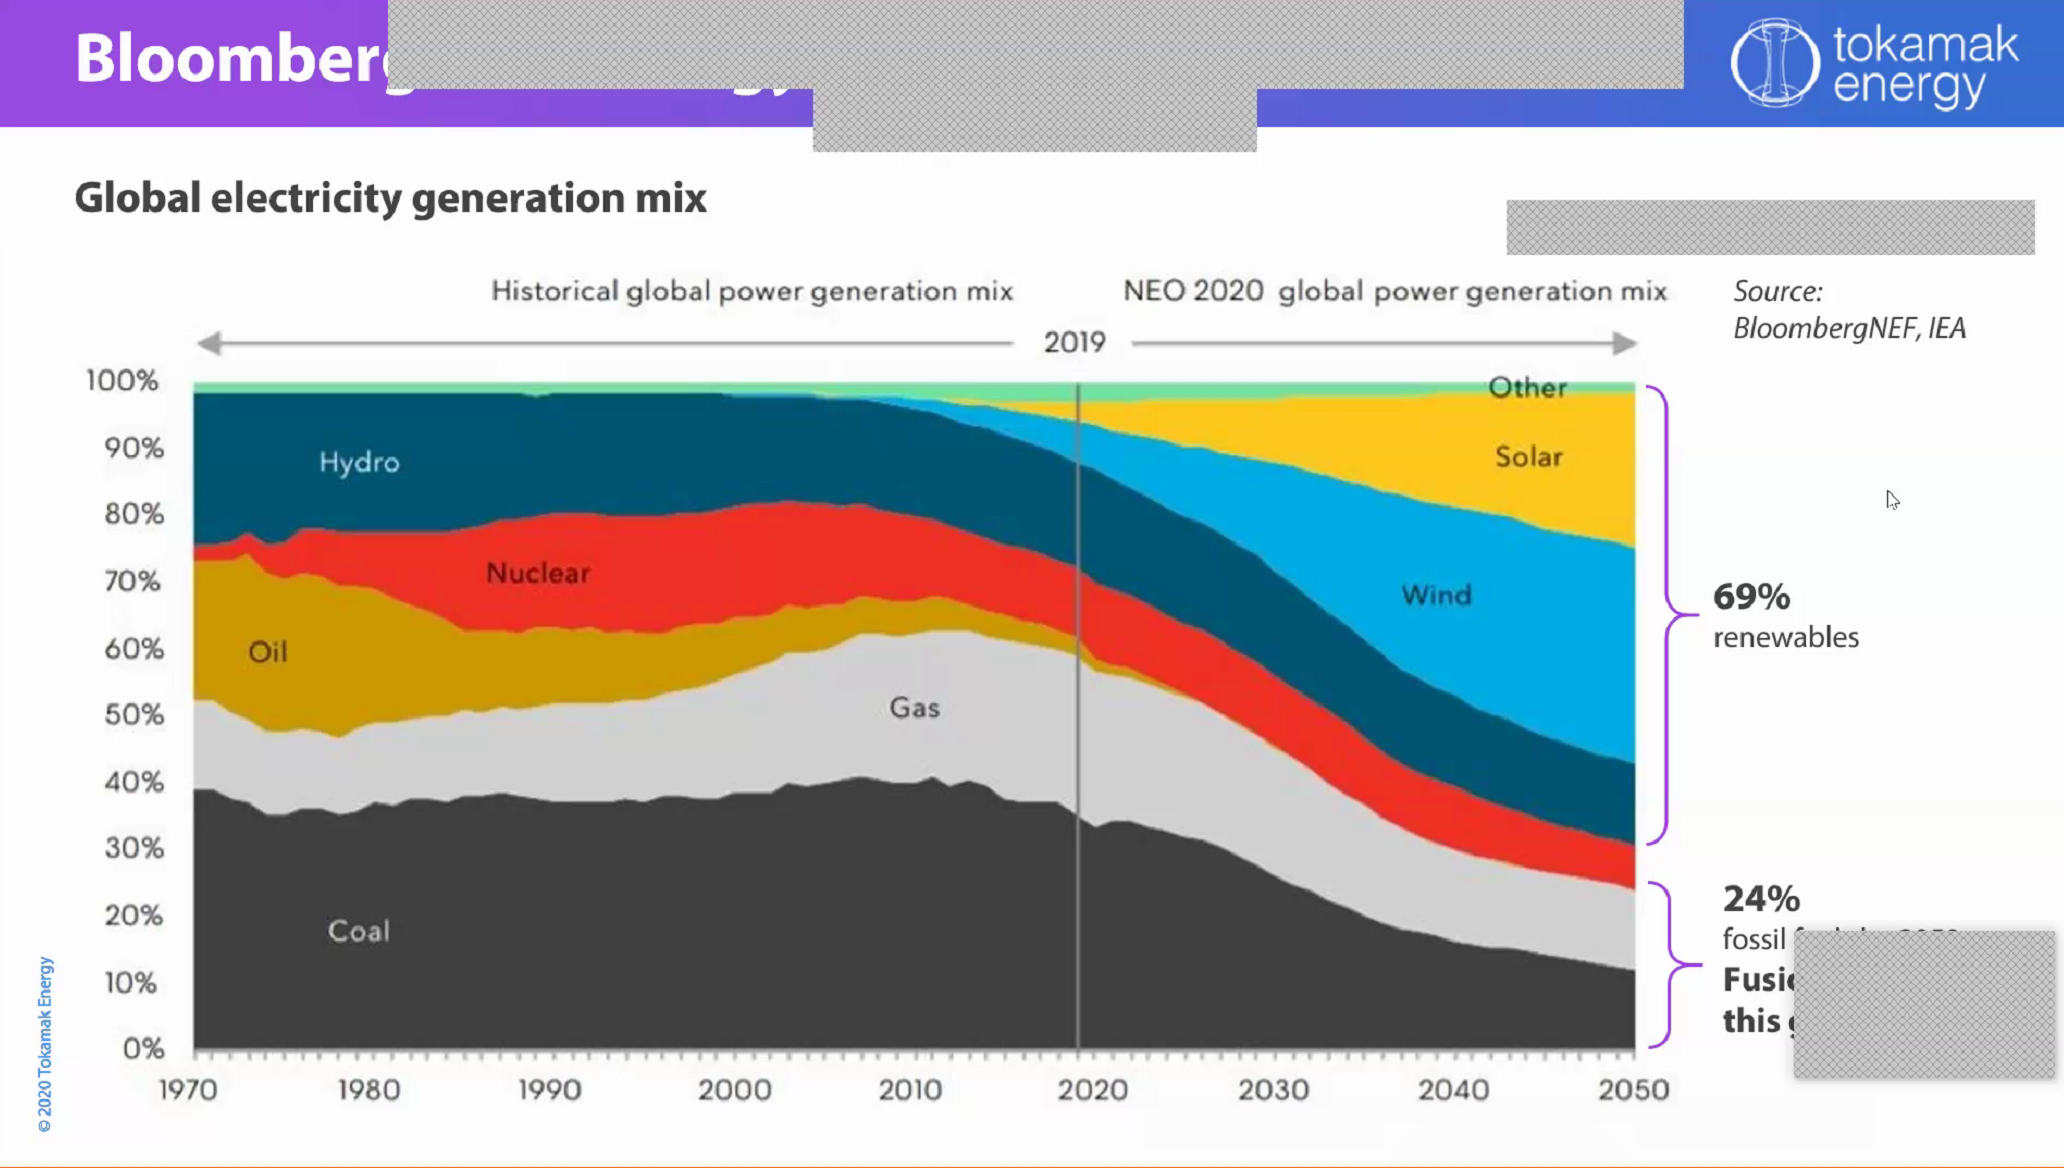 tokamak
energy
Global electricity generation mix
Historical global power generation mix
NEO 2020 global power generation mix
2019
Source:
BloombergNEF, IEA
100%
90%
80%
70%
60%
50%
40%
30%
20%
10%
0%
Other
Solar
Hydro
Nuclear
Wind
Oil
Gas
Coal
69%
renewables
24%
fossil
this
1970 1980 1990 2000 2010 2020 2030 2040 2050
© 2020 Tokamak Energy